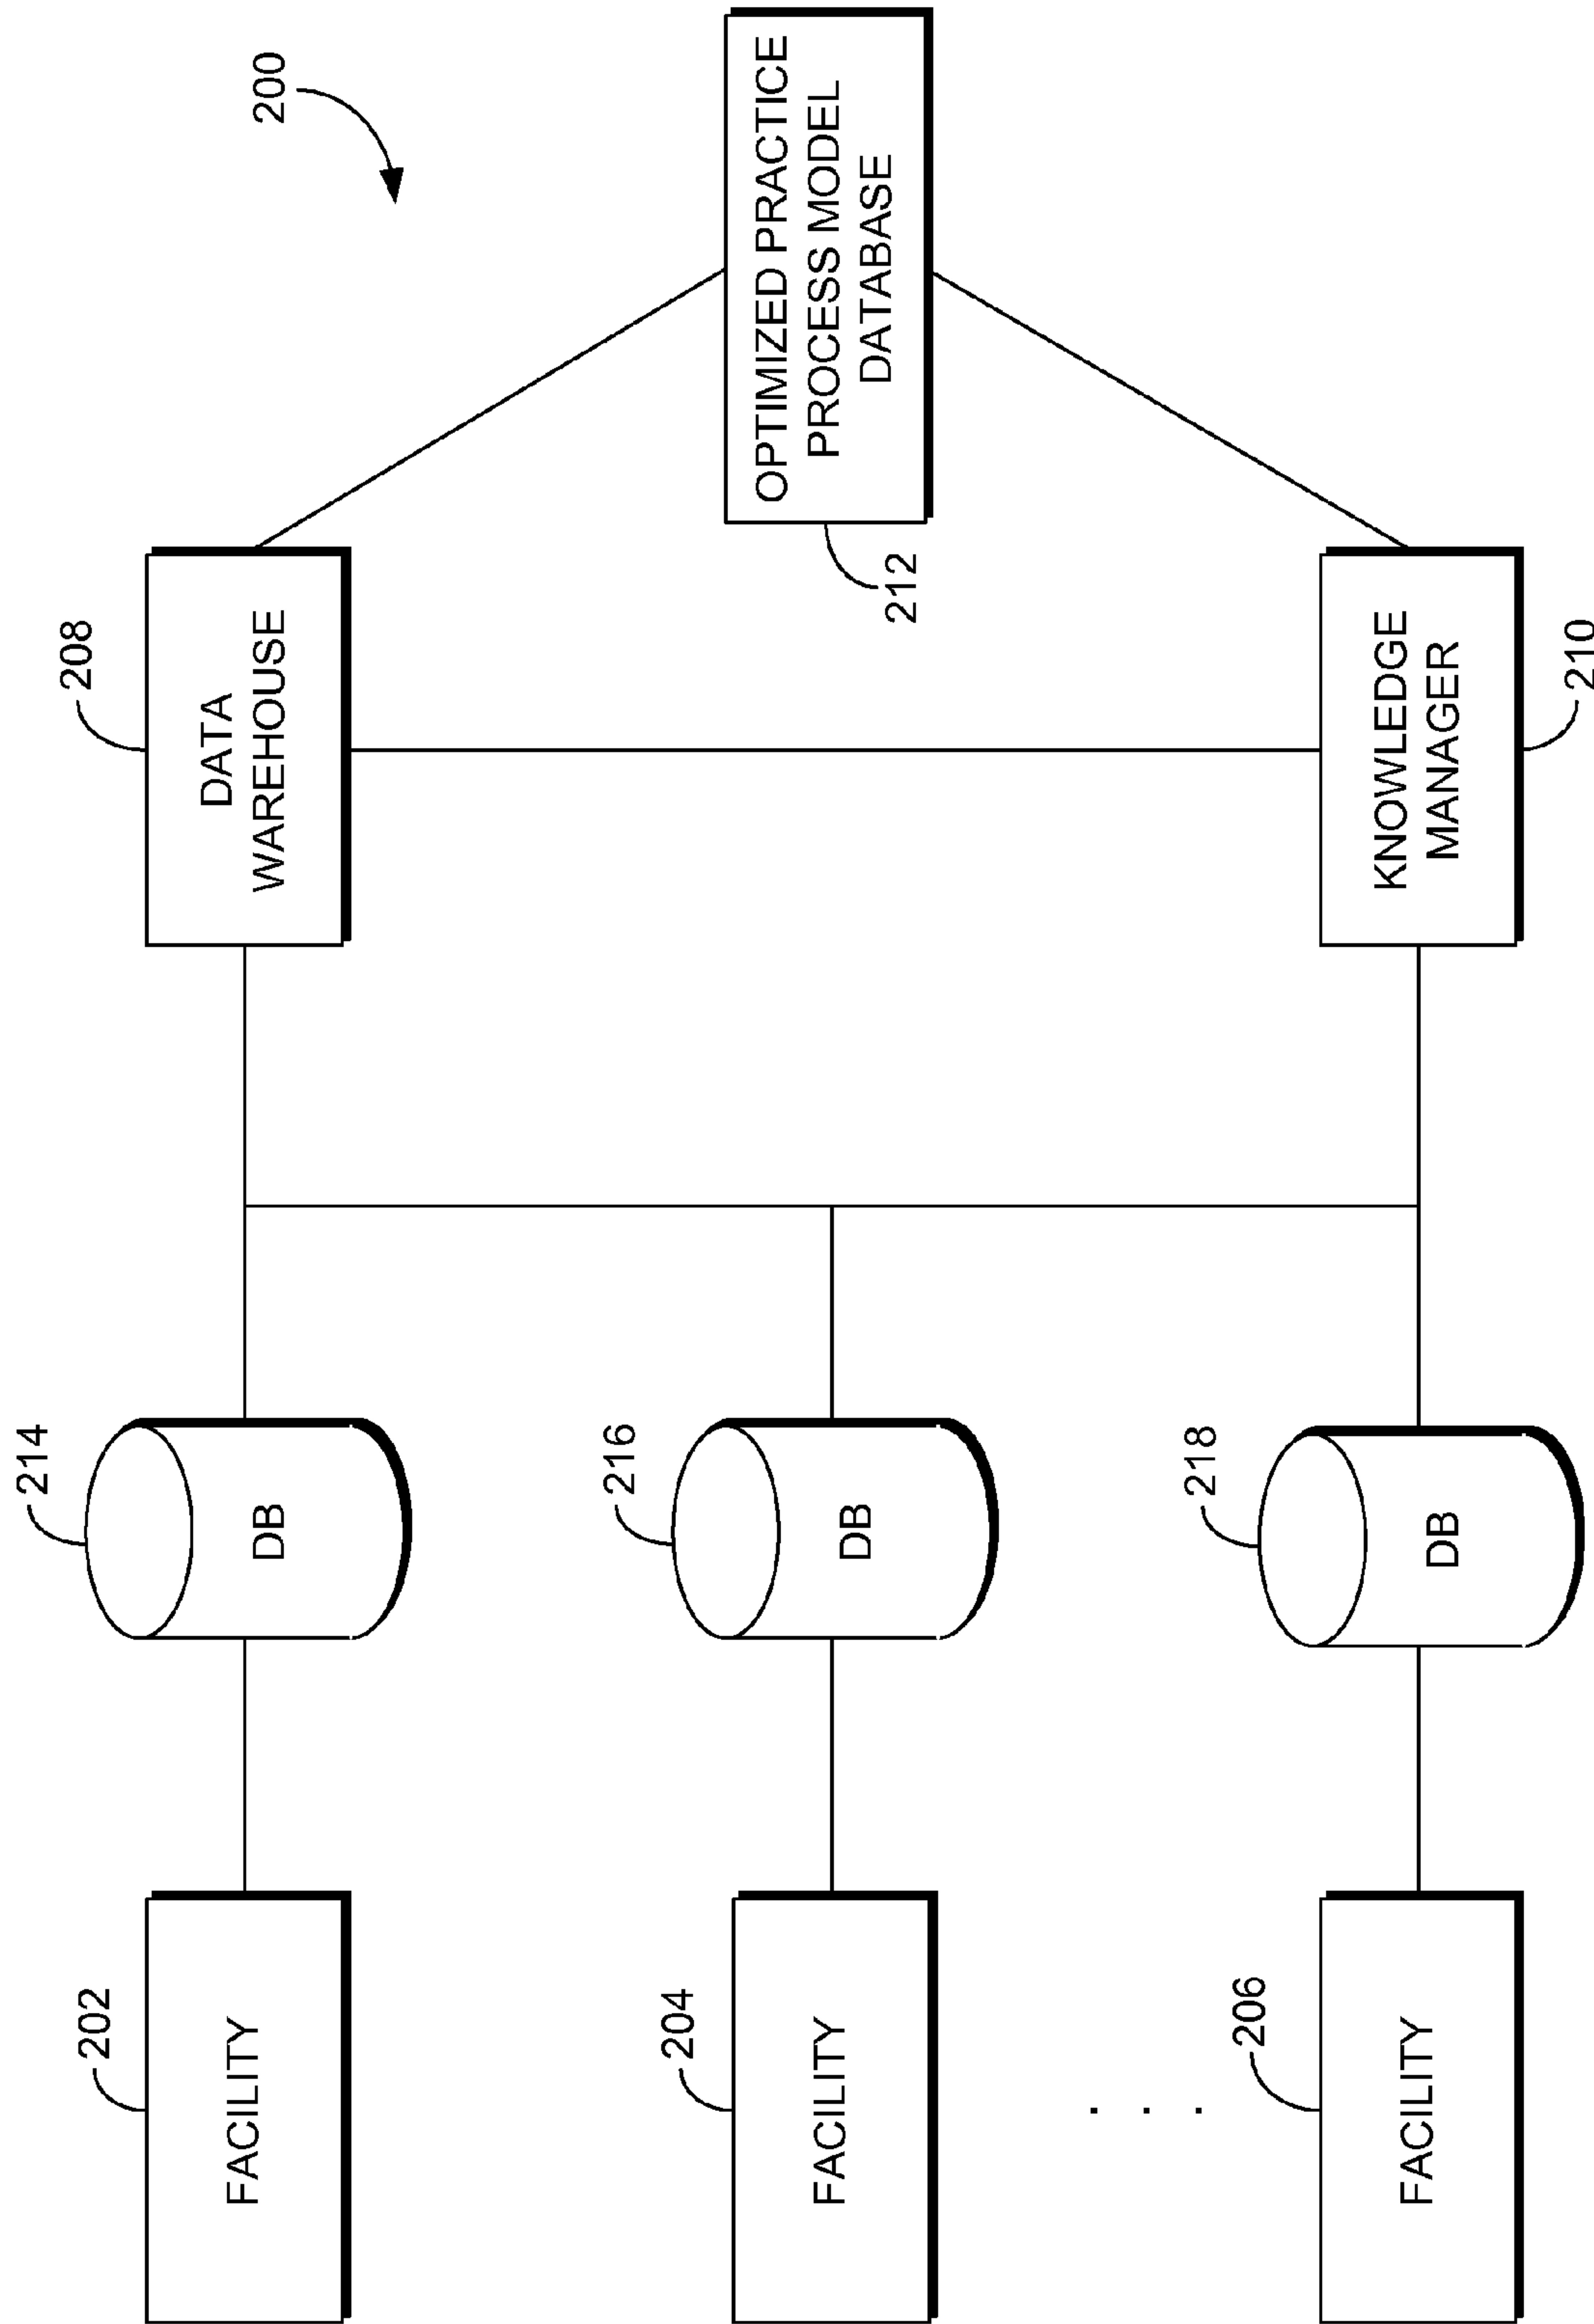 200
202
FACILITY
214
DB
208
DATA
WAREHOUSE
204
FACILITY
216
DB
212
OPTIMIZED PRACTICE
PROCESS MODEL
DATABASE
. . .
206
FACILITY
218
DB
210
KNOWLEDGE
MANAGER